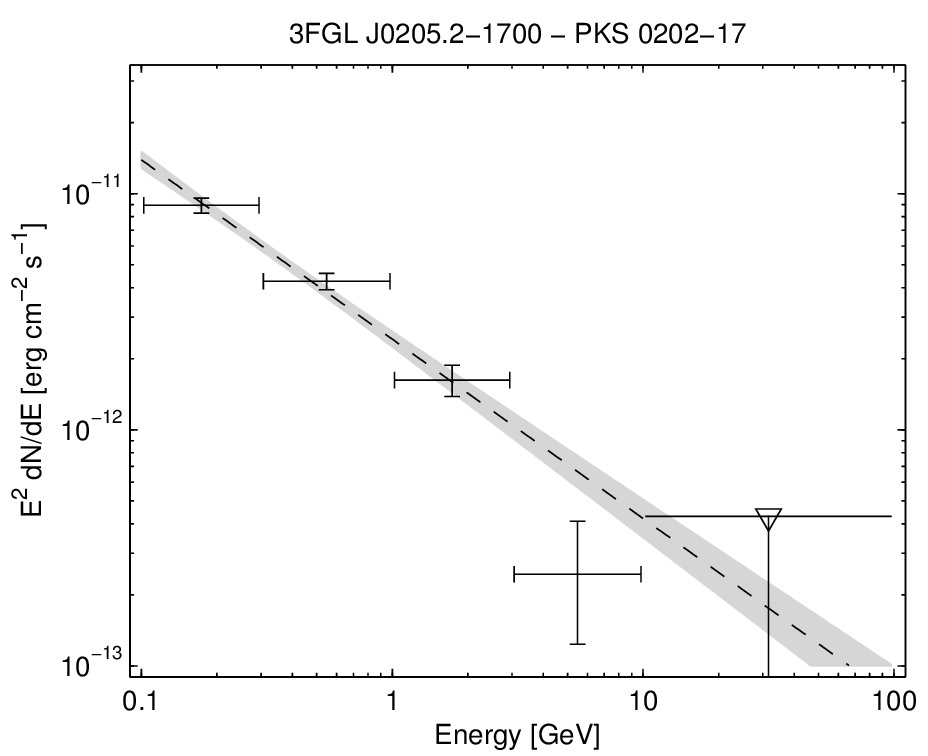 3FGL J0205.2−1700 − PKS 0202−17
E² dN/dE [erg cm⁻² s⁻¹]
10⁻¹¹
10⁻¹²
10⁻¹³
0.1 1 10 100
Energy [GeV]